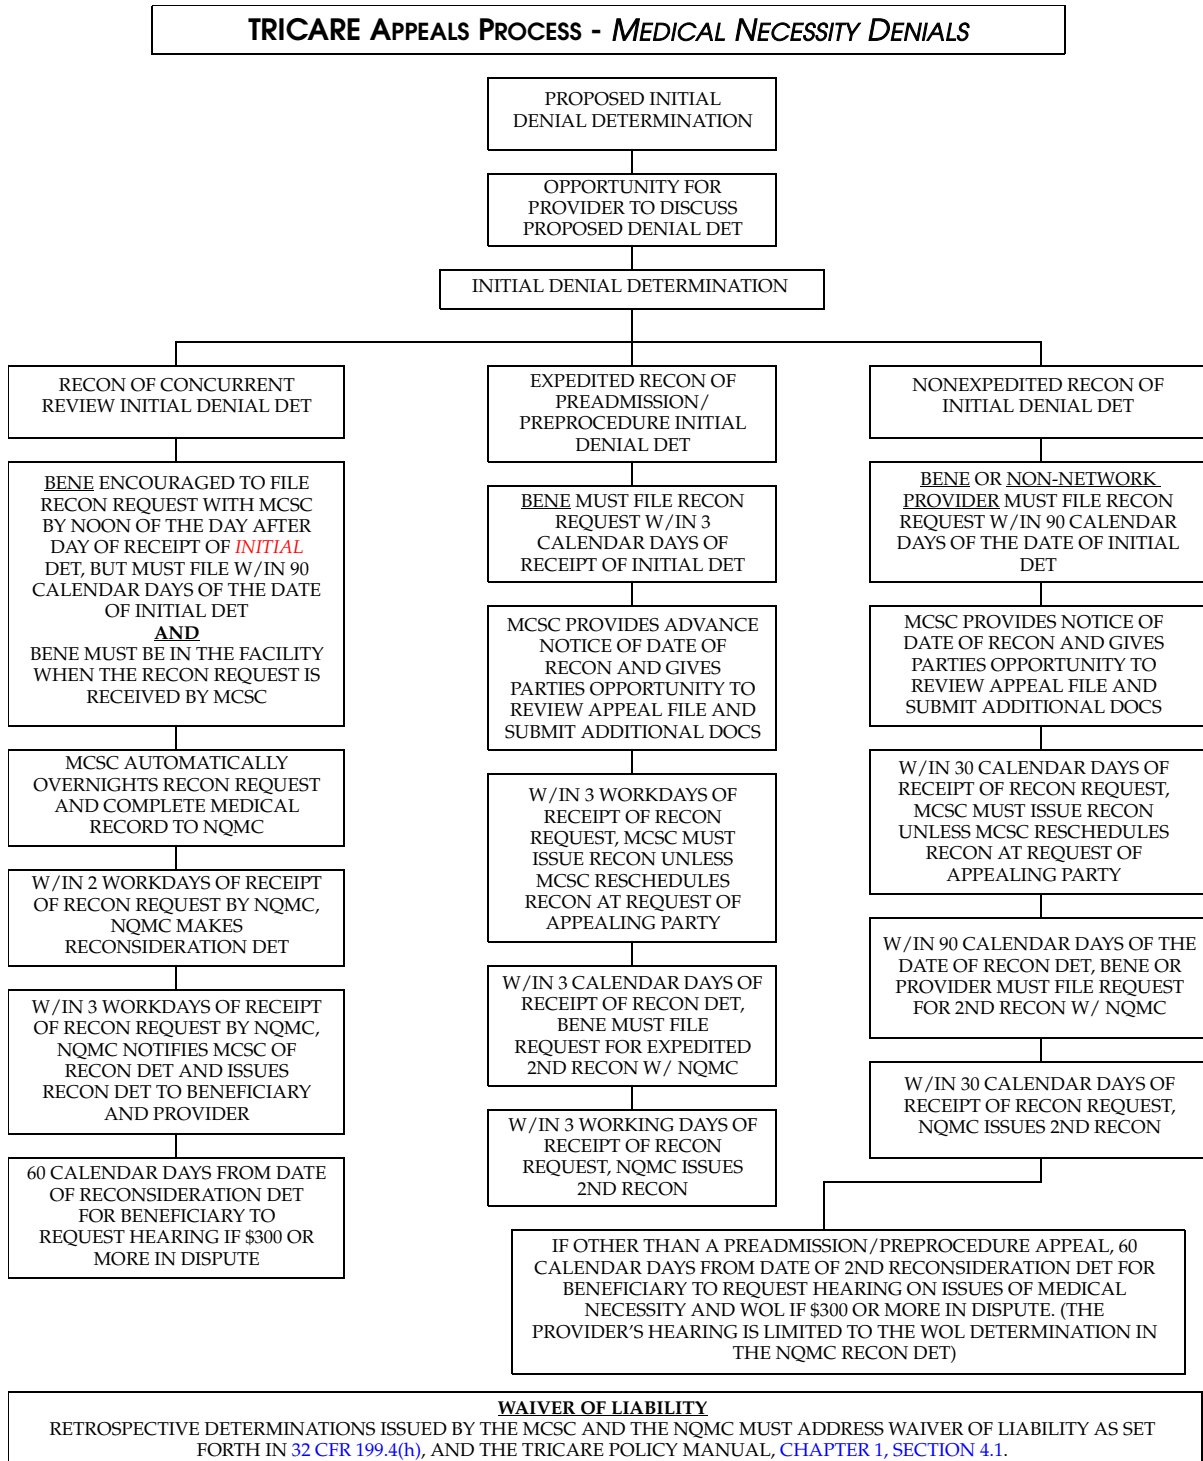 TRICARE APPEALS PROCESS - MEDICAL NECESSITY DENIALS
PROPOSED INITIAL
DENIAL DETERMINATION
OPPORTUNITY FOR
PROVIDER TO DISCUSS
PROPOSED DENIAL DET
INITIAL DENIAL DETERMINATION
RECON OF CONCURRENT
REVIEW INITIAL DENIAL DET
BENE ENCOURAGED TO FILE
RECON REQUEST WITH MCSC
BY NOON OF THE DAY AFTER
DAY OF RECEIPT OF INITIAL
DET, BUT MUST FILE W/IN 90
CALENDAR DAYS OF THE DATE
OF INITIAL DET
AND
BENE MUST BE IN THE FACILITY
WHEN THE RECON REQUEST IS
RECEIVED BY MCSC
MCSC AUTOMATICALLY
OVERNIGHTS RECON REQUEST
AND COMPLETE MEDICAL
RECORD TO NQMC
W/IN 2 WORKDAYS OF RECEIPT
OF RECON REQUEST BY NQMC,
NQMC MAKES
RECONSIDERATION DET
W/IN 3 WORKDAYS OF RECEIPT
OF RECON REQUEST BY NQMC,
NQMC NOTIFIES MCSC OF
RECON DET AND ISSUES
RECON DET TO BENEFICIARY
AND PROVIDER
60 CALENDAR DAYS FROM DATE
OF RECONSIDERATION DET
FOR BENEFICIARY TO
REQUEST HEARING IF $300 OR
MORE IN DISPUTE
EXPEDITED RECON OF
PREADMISSION/
PREPROCEDURE INITIAL
DENIAL DET
BENE MUST FILE RECON
REQUEST W/IN 3
CALENDAR DAYS OF
RECEIPT OF INITIAL DET
MCSC PROVIDES ADVANCE
NOTICE OF DATE OF
RECON AND GIVES
PARTIES OPPORTUNITY TO
REVIEW APPEAL FILE AND
SUBMIT ADDITIONAL DOCS
W/IN 3 WORKDAYS OF
RECEIPT OF RECON
REQUEST, MCSC MUST
ISSUE RECON UNLESS
MCSC RESCHEDULES
RECON AT REQUEST OF
APPEALING PARTY
W/IN 3 CALENDAR DAYS OF
RECEIPT OF RECON DET,
BENE MUST FILE
REQUEST FOR EXPEDITED
2ND RECON W/ NQMC
W/IN 3 WORKING DAYS OF
RECEIPT OF RECON
REQUEST, NQMC ISSUES
2ND RECON
NONEXPEDITED RECON OF
INITIAL DENIAL DET
BENE OR NON-NETWORK
PROVIDER MUST FILE RECON
REQUEST W/IN 90 CALENDAR
DAYS OF THE DATE OF INITIAL
DET
MCSC PROVIDES NOTICE OF
DATE OF RECON AND GIVES
PARTIES OPPORTUNITY TO
REVIEW APPEAL FILE AND
SUBMIT ADDITIONAL DOCS
W/IN 30 CALENDAR DAYS OF
RECEIPT OF RECON REQUEST,
MCSC MUST ISSUE RECON
UNLESS MCSC RESCHEDULES
RECON AT REQUEST OF
APPEALING PARTY
W/IN 90 CALENDAR DAYS OF THE
DATE OF RECON DET, BENE OR
PROVIDER MUST FILE REQUEST
FOR 2ND RECON W/ NQMC
W/IN 30 CALENDAR DAYS OF
RECEIPT OF RECON REQUEST,
NQMC ISSUES 2ND RECON
IF OTHER THAN A PREADMISSION/PREPROCEDURE APPEAL, 60
CALENDAR DAYS FROM DATE OF 2ND RECONSIDERATION DET FOR
BENEFICIARY TO REQUEST HEARING ON ISSUES OF MEDICAL
NECESSITY AND WOL IF $300 OR MORE IN DISPUTE. (THE
PROVIDER'S HEARING IS LIMITED TO THE WOL DETERMINATION IN
THE NQMC RECON DET)
WAIVER OF LIABILITY
RETROSPECTIVE DETERMINATIONS ISSUED BY THE MCSC AND THE NQMC MUST ADDRESS WAIVER OF LIABILITY AS SET
FORTH IN 32 CFR 199.4(h), AND THE TRICARE POLICY MANUAL, CHAPTER 1, SECTION 4.1.